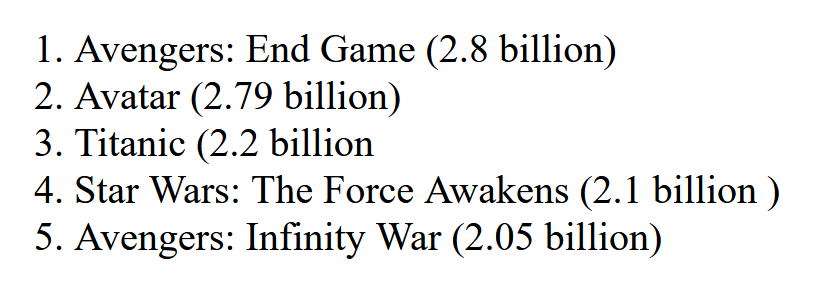 1. Avengers: End Game (2.8 billion)
2. Avatar (2.79 billion)
3. Titanic (2.2 billion
4. Star Wars: The Force Awakens (2.1 billion )
5. Avengers: Infinity War (2.05 billion)